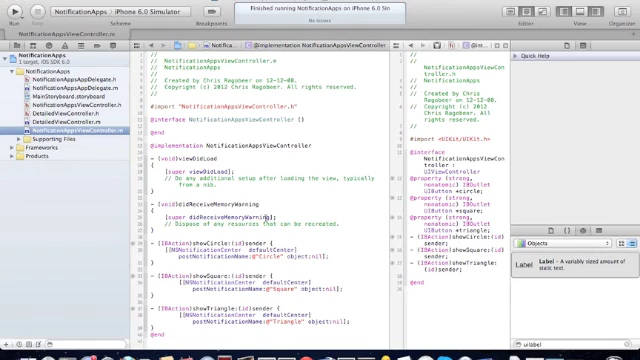 Finished running NotificationApps on iPhone 6.0 Sim
No Issues
NotificationApps
iPhone 6.0 Simulator
Run
Stop
Scheme
Breakpoints
NotificationAppsViewController.m
NotificationApps
1 target, iOS SDK 6.0
NotificationApps
NotificationAppsAppDelegate.h
NotificationAppsAppDelegate.m
MainStoryboard.storyboard
NotificationAppsViewController.h
DetailedViewController.h
DetailedViewController.m
NotificationAppsViewController.m
Supporting Files
Frameworks
Products
@implementation NotificationAppsViewController
//
// NotificationAppsViewController.m
// NotificationApps
//
// Created by Chris Ragobeer on 12-12-08.
// Copyright (c) 2012 Chris Ragobeer. All rights reserved.
//
#import "NotificationAppsViewController.h"
@interface NotificationAppsViewController ()
@end
@implementation NotificationAppsViewController
- (void)viewDidLoad
{
[super viewDidLoad];
// Do any additional setup after loading the view, typically
from a nib.
}
- (void)didReceiveMemoryWarning
{
[super didReceiveMemoryWarning];
// Dispose of any resources that can be recreated.
}
- (IBAction)showCircle:(id)sender {
[[NSNotificationCenter defaultCenter]
postNotificationName:@"Circle" object:nil];
}
- (IBAction)showSquare:(id)sender {
[[NSNotificationCenter defaultCenter]
postNotificationName:@"Square" object:nil];
}
- (IBAction)showTriangle:(id)sender {
[[NSNotificationCenter defaultCenter]
postNotificationName:@"Triangle" object:nil];
}
@end
//
// NotificationAppsViewController.h
// NotificationApps
//
// Created by Chris
Ragobeer on 12-12-08.
// Copyright (c) 2012
Chris Ragobeer. All
rights reserved.
//
#import <UIKit/UIKit.h>
@interface
NotificationAppsViewController :
UIViewController
@property (strong,
nonatomic) IBOutlet
UIButton *circle;
@property (strong,
nonatomic) IBOutlet
UIButton *square;
@property (strong,
nonatomic) IBOutlet
UIButton *triangle;
- (IBAction)showCircle:(id)
sender;
- (IBAction)showSquare:(id)
sender;
- (IBAction)showTriangle:
(id)sender;
@end
Quick Help
Objects
Label
Label - A variably sized amount of
static text.
uilabel